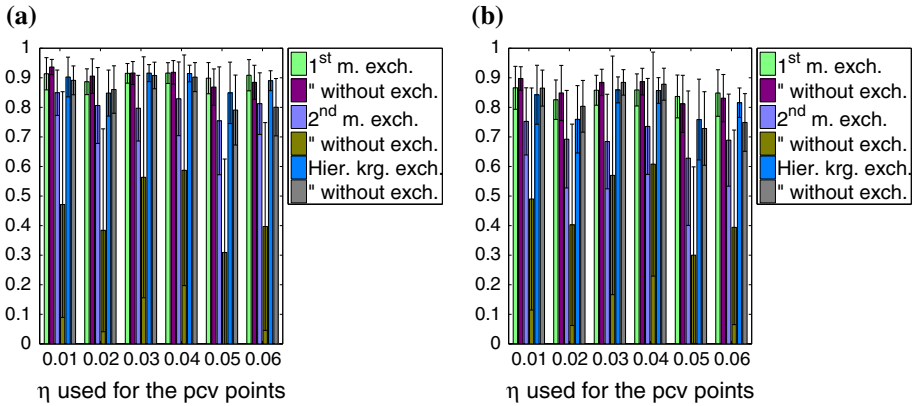 (a)
1
0.9
0.8
0.7
0.6
0.5
0.4
0.3
0.2
0.1
0
0.01 0.02 0.03 0.04 0.05 0.06
η used for the pcv points
1st m. exch.
" without exch.
2nd m. exch.
" without exch.
Hier. krg. exch.
" without exch.
(b)
1
0.9
0.8
0.7
0.6
0.5
0.4
0.3
0.2
0.1
0
0.01 0.02 0.03 0.04 0.05 0.06
η used for the pcv points
1st m. exch.
" without exch.
2nd m. exch.
" without exch.
Hier. krg. exch.
" without exch.